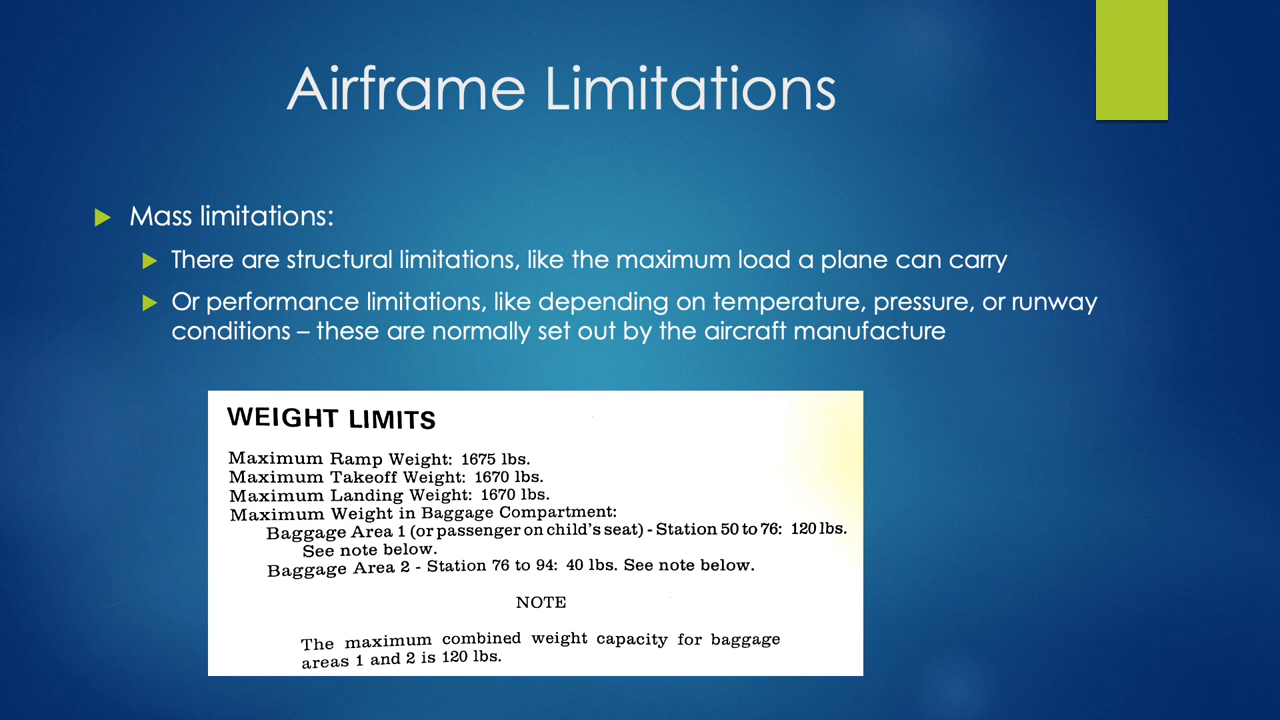 Airframe Limitations
Mass limitations:
There are structural limitations, like the maximum load a plane can carry
Or performance limitations, like depending on temperature, pressure, or runway
conditions – these are normally set out by the aircraft manufacture
WEIGHT LIMITS
Maximum Ramp Weight: 1675 lbs.
Maximum Takeoff Weight: 1670 lbs.
Maximum Landing Weight: 1670 lbs.
Maximum Weight in Baggage Compartment:
Baggage Area 1 (or passenger on child's seat) - Station 50 to 76: 120 lbs.
See note below.
Baggage Area 2 - Station 76 to 94: 40 lbs. See note below.
NOTE
The maximum combined weight capacity for baggage
areas 1 and 2 is 120 lbs.